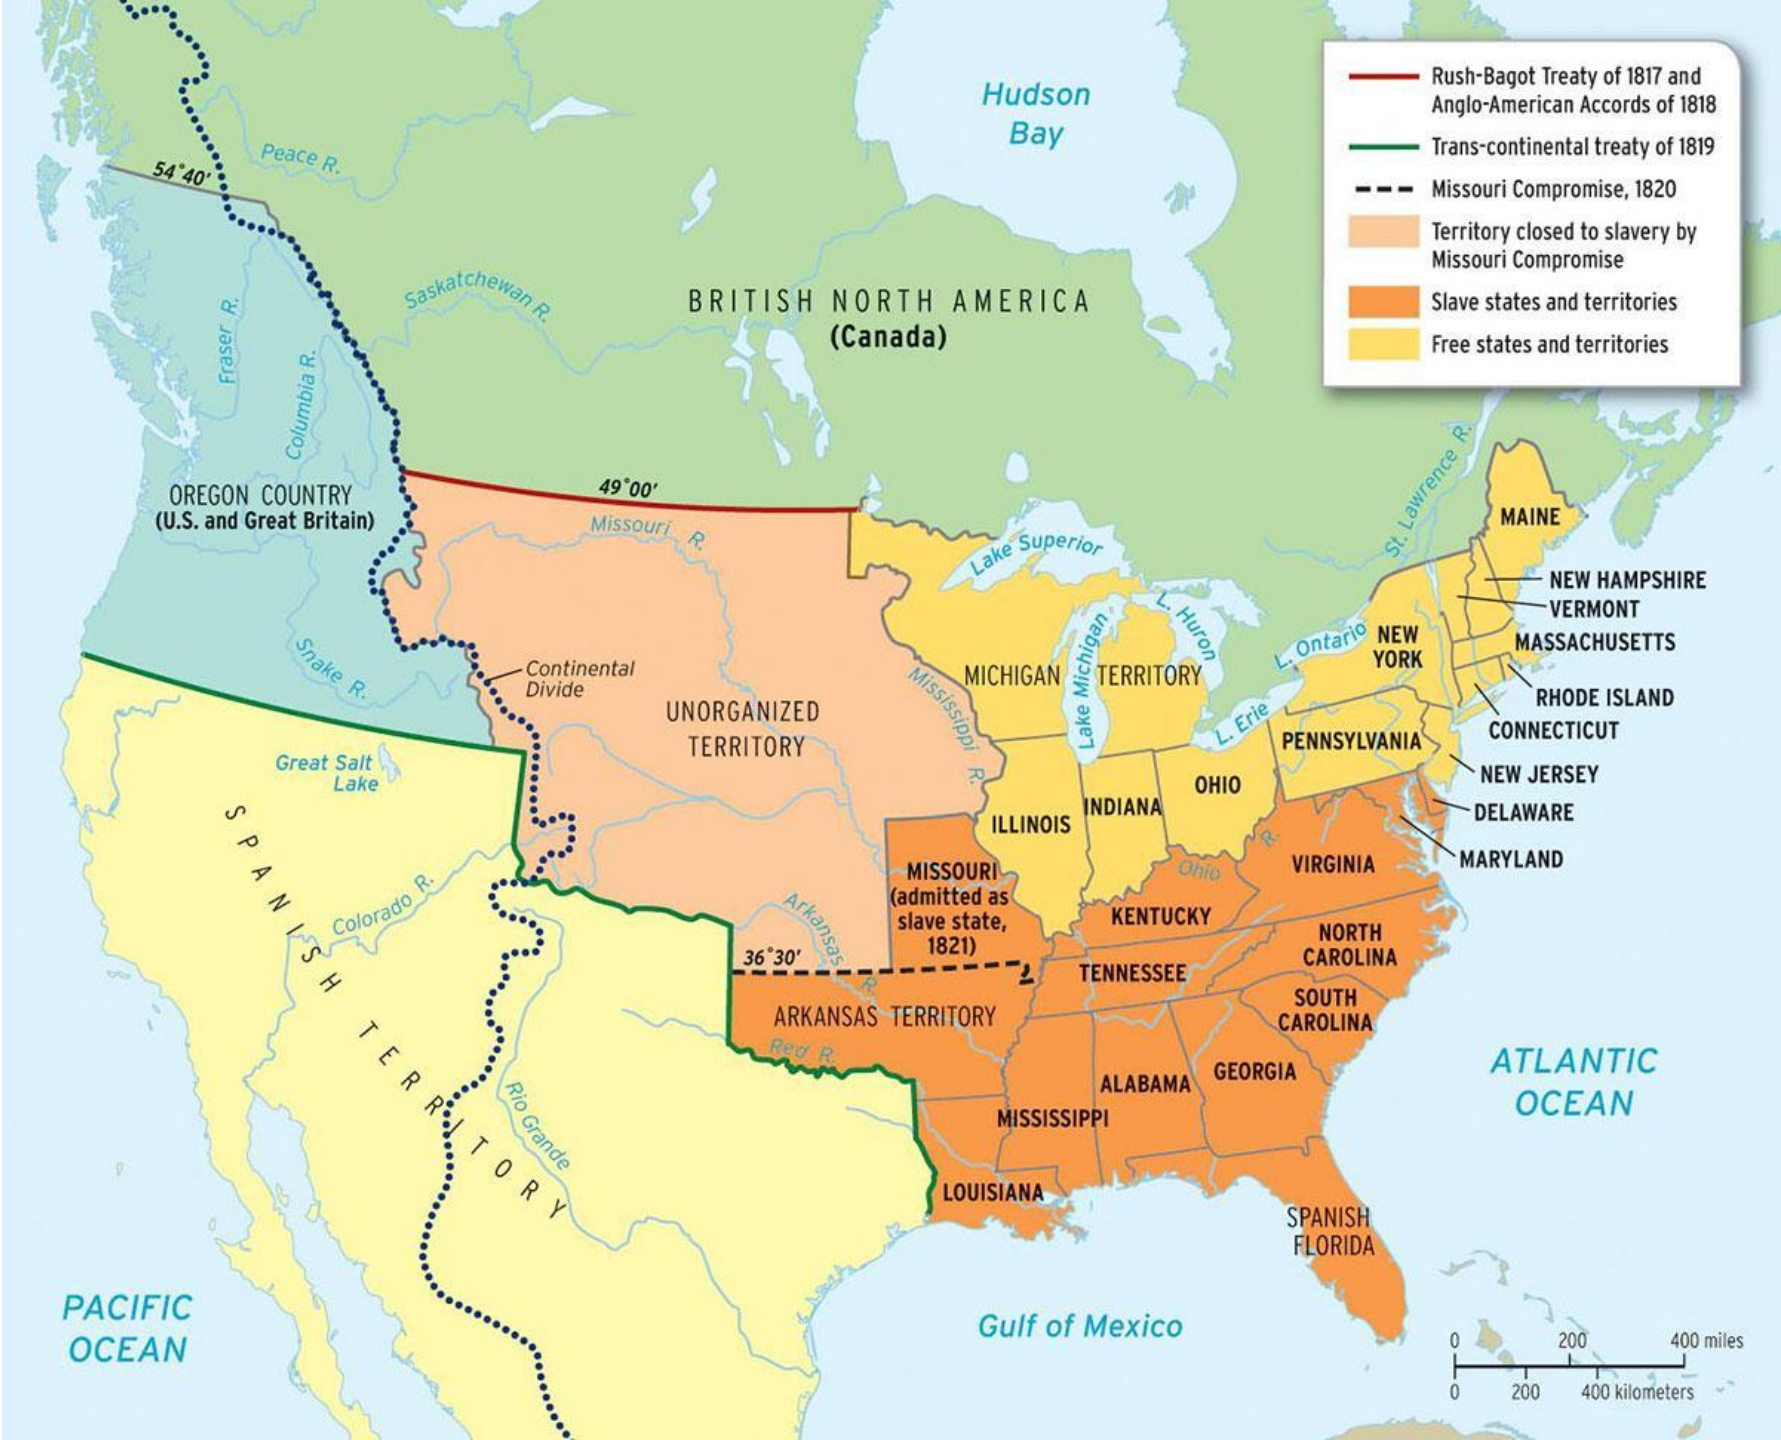 Hudson
Bay
Rush-Bagot Treaty of 1817 and
Anglo-American Accords of 1818
Trans-continental treaty of 1819
Missouri Compromise, 1820
Territory closed to slavery by
Missouri Compromise
Slave states and territories
Free states and territories
54°40'
Peace R.
Saskatchewan R.
BRITISH NORTH AMERICA
(Canada)
Fraser R.
Columbia R.
OREGON COUNTRY
(U.S. and Great Britain)
49°00'
Missouri R.
St. Lawrence R.
MAINE
Lake Superior
NEW HAMPSHIRE
VERMONT
MASSACHUSETTS
RHODE ISLAND
CONNECTICUT
NEW JERSEY
DELAWARE
MARYLAND
L. Huron
L. Ontario
NEW
YORK
Lake Michigan
MICHIGAN TERRITORY
Mississippi R.
L. Erie
PENNSYLVANIA
Snake R.
Continental
Divide
UNORGANIZED
TERRITORY
Great Salt
Lake
OHIO
INDIANA
ILLINOIS
SPANISH TERRITORY
Colorado R.
MISSOURI
(admitted as
slave state,
1821)
Ohio R.
VIRGINIA
KENTUCKY
Arkansas R.
36°30'
NORTH
CAROLINA
TENNESSEE
SOUTH
CAROLINA
ARKANSAS TERRITORY
Red R.
Rio Grande
ALABAMA
GEORGIA
MISSISSIPPI
LOUISIANA
SPANISH
FLORIDA
ATLANTIC
OCEAN
PACIFIC
OCEAN
Gulf of Mexico
0 200 400 miles
0 200 400 kilometers